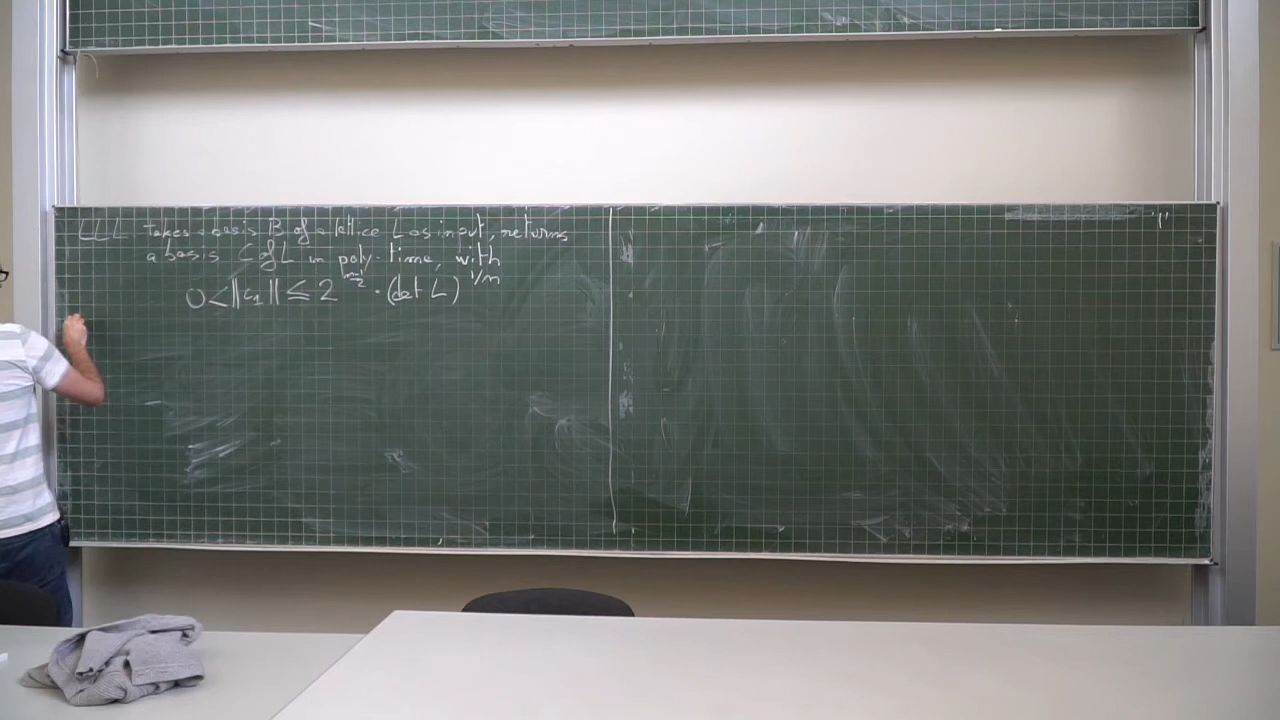 LLL takes a basis B of a lattice L as input, returns
a basis C of L in poly-time, with
0 < ||c₁|| ≤ 2^{\frac{n-1}{2}} · (det L)^{1/n}